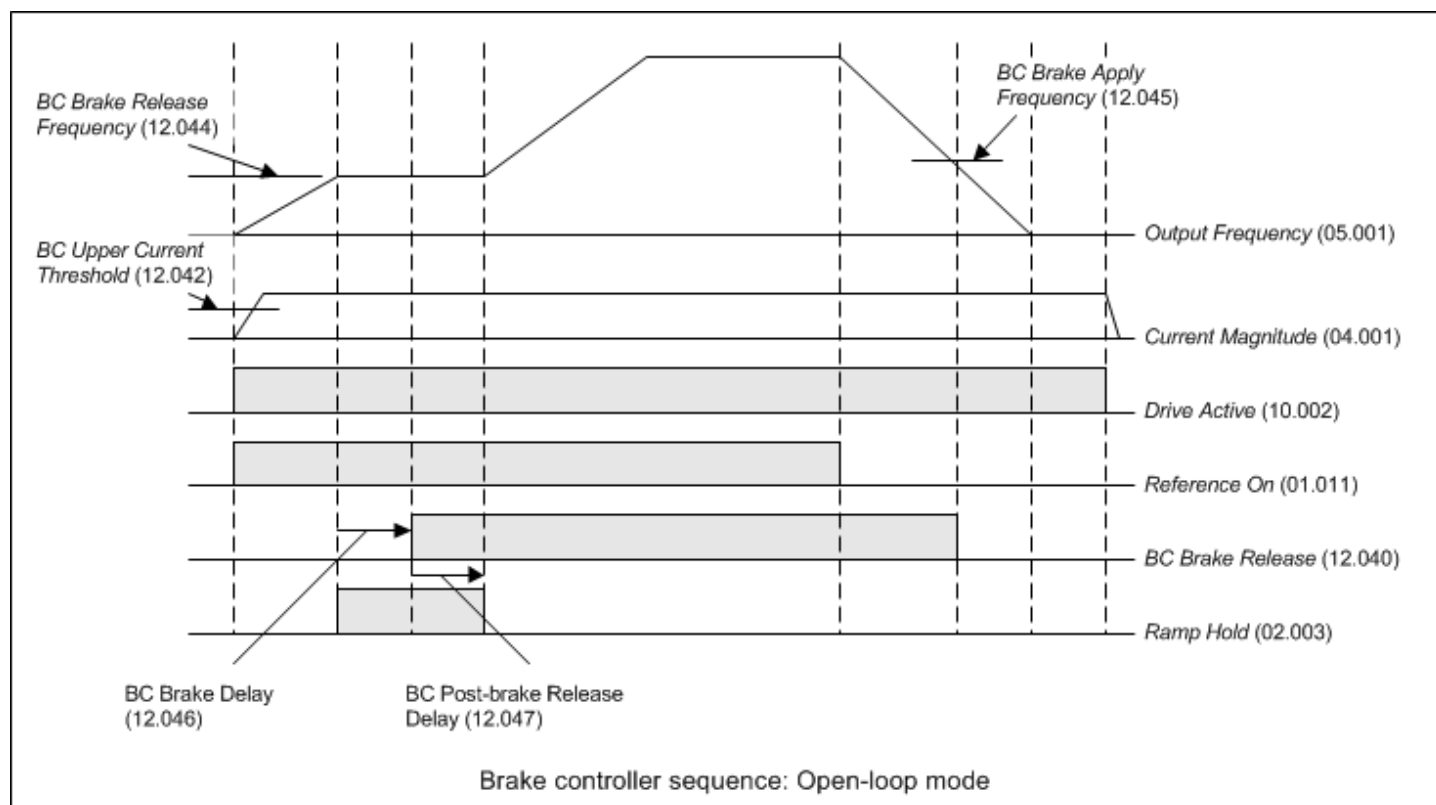 BC Brake Release
Frequency (12.044)
BC Brake Apply
Frequency (12.045)
Output Frequency (05.001)
BC Upper Current
Threshold (12.042)
Current Magnitude (04.001)
Drive Active (10.002)
Reference On (01.011)
BC Brake Release (12.040)
Ramp Hold (02.003)
BC Brake Delay
(12.046)
BC Post-brake Release
Delay (12.047)
Brake controller sequence: Open-loop mode